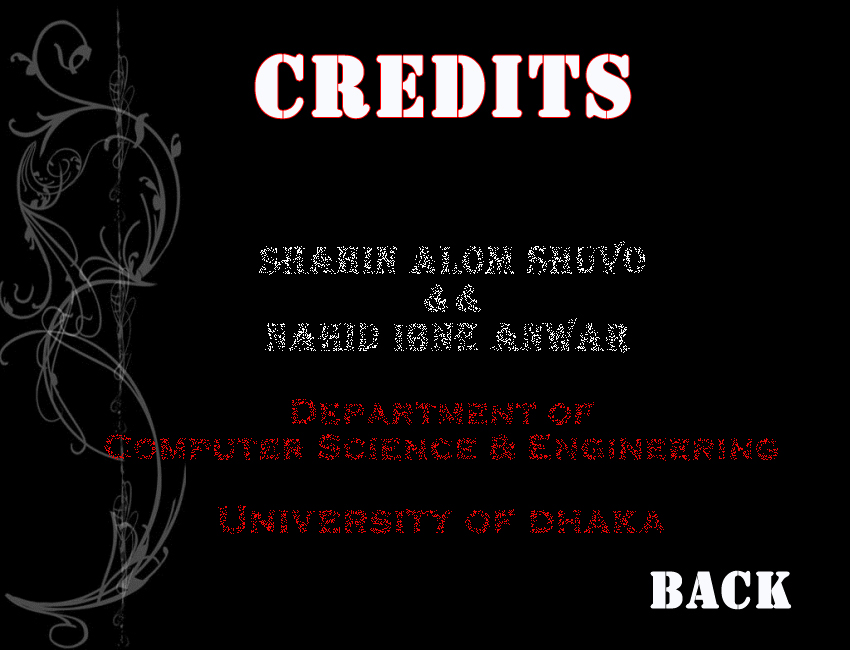 CREDITS
SHAHIN ALOM SHUVO
&&
NAHID IBNE ANWAR
DEPARTMENT OF
COMPUTER SCIENCE & ENGINEERING
UNIVERSITY OF DHAKA
BACK